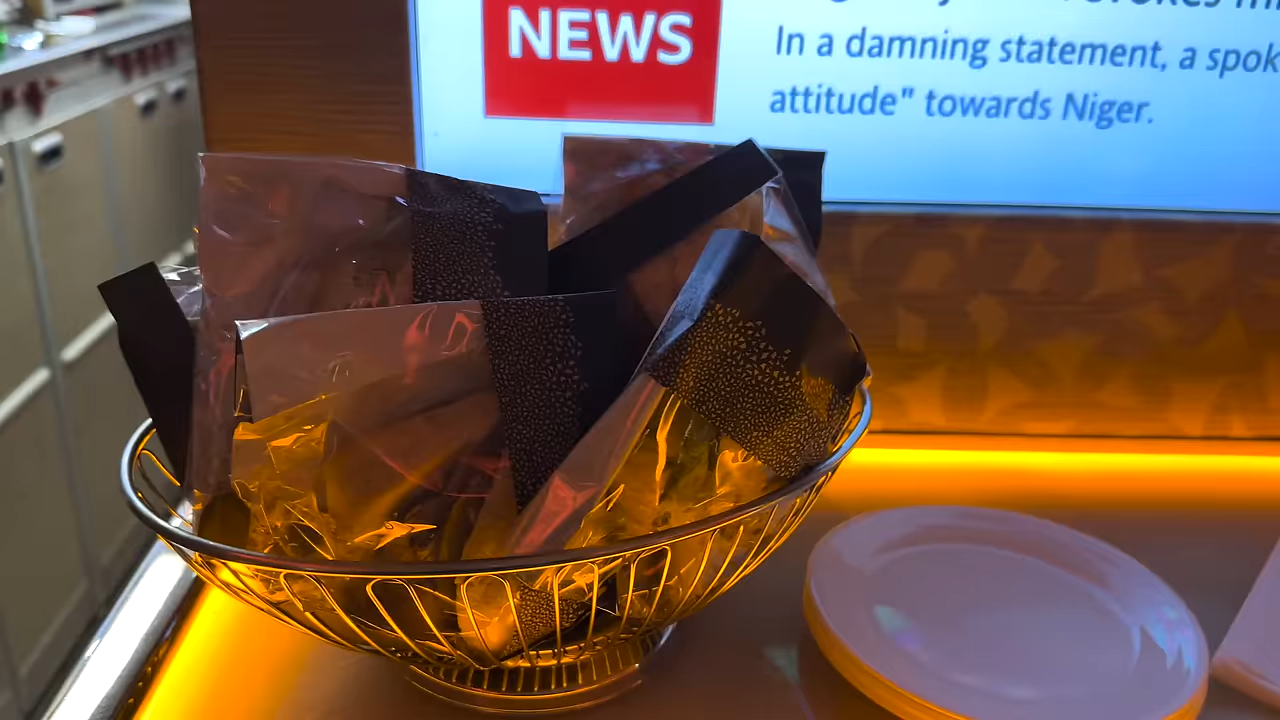 NEWS
In a damning statement, a spok
attitude" towards Niger.